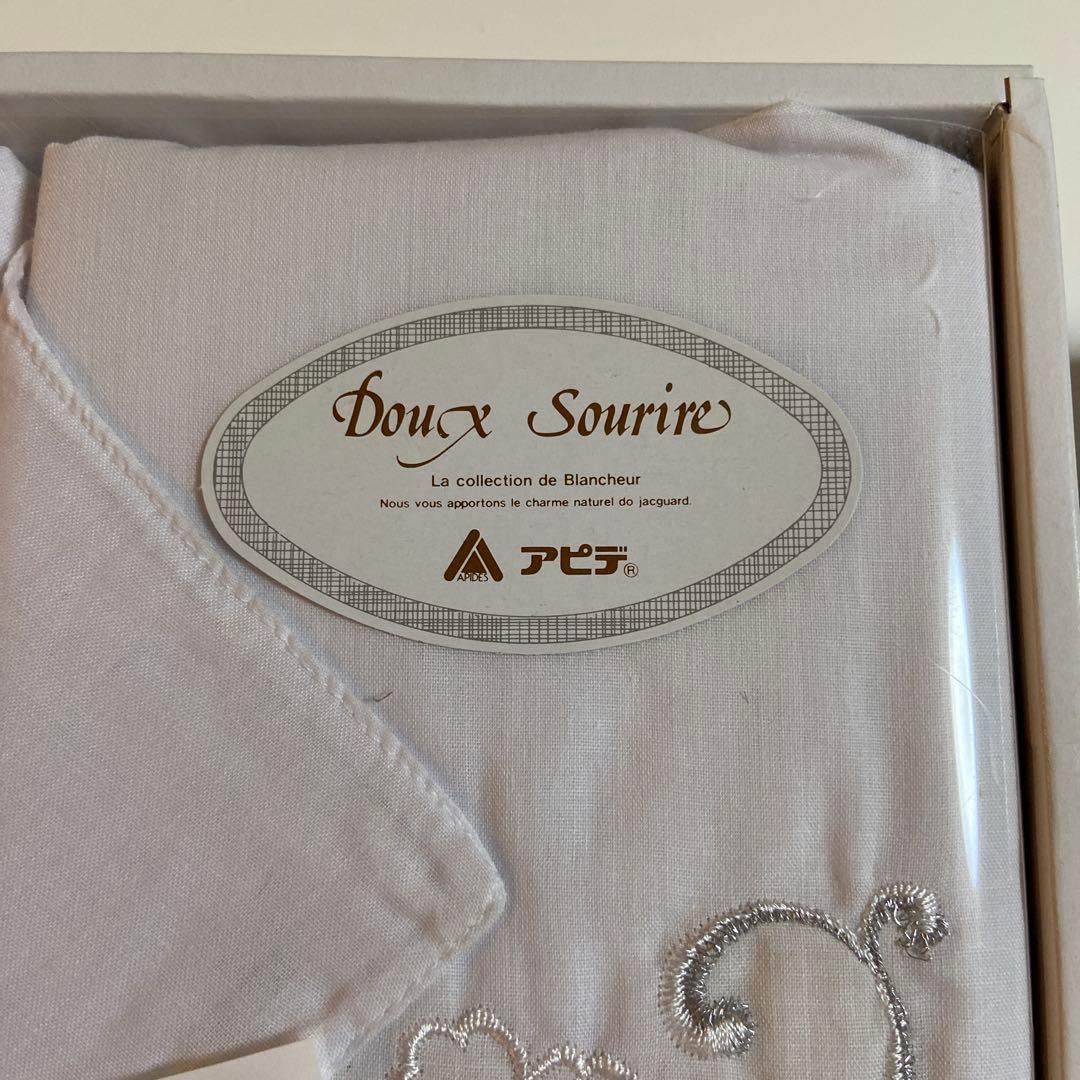 Doux Sourire
La collection de Blancheur
Nous vous apportons le charme naturel do jacguard.
APIDES アピデ®